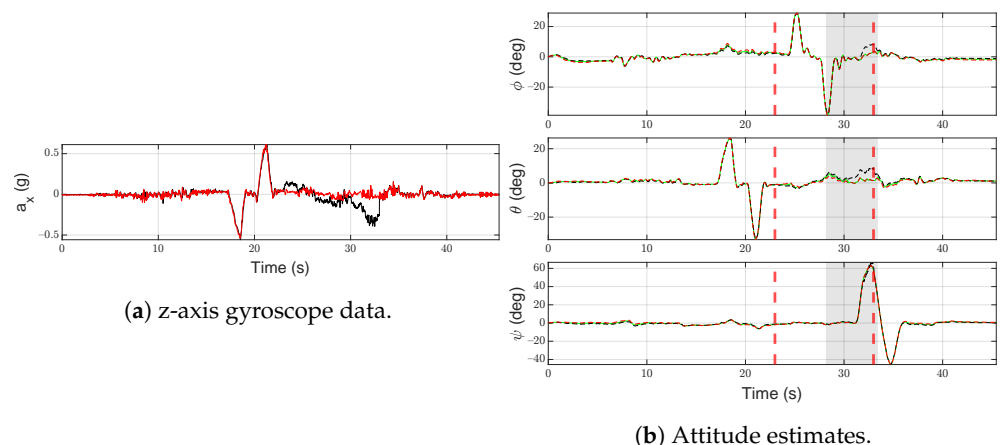 0.5
0
-0.5
a_x (g)
0 10 20 30 40
Time (s)
(a) z-axis gyroscope data.
20
0
-20
ϕ (deg)
0 10 20 30 40
20
0
-20
θ (deg)
0 10 20 30 40
60
40
20
0
-20
-40
ψ (deg)
0 10 20 30 40
Time (s)
(b) Attitude estimates.